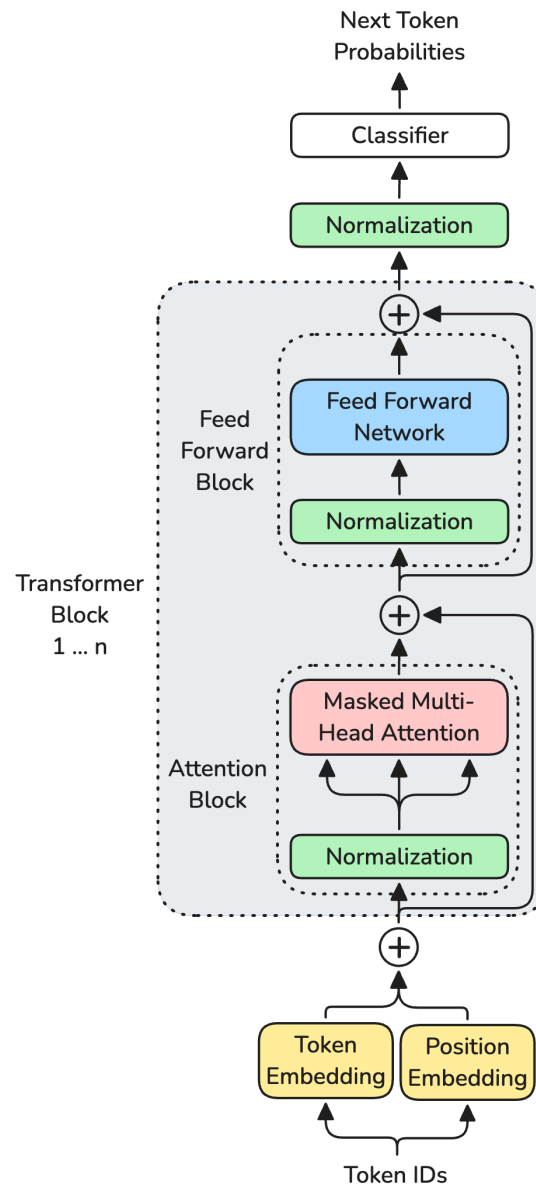 Next Token
Probabilities
Classifier
Normalization
+
Feed Forward
Network
Feed
Forward
Block
Normalization
Transformer
Block
1 ... n
+
Masked Multi-
Head Attention
Attention
Block
Normalization
+
Token
Embedding
Position
Embedding
Token IDs